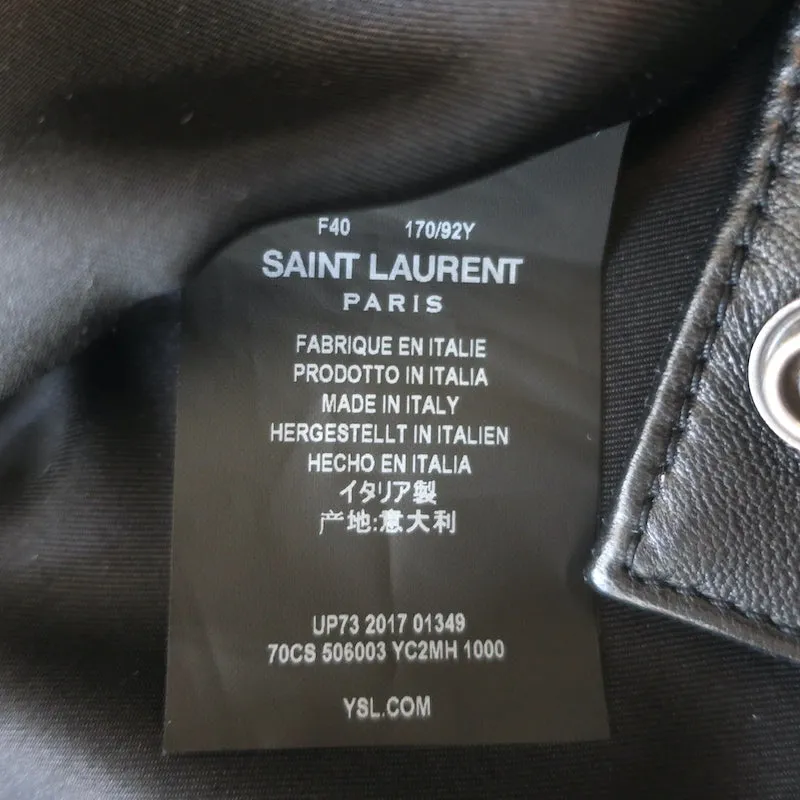 F40 170/92Y
SAINT LAURENT
PARIS
FABRIQUE EN ITALIE
PRODOTTO IN ITALIA
MADE IN ITALY
HERGESTELLT IN ITALIEN
HECHO EN ITALIA
イタリア製
产地:意大利
UP73 2017 01349
70CS 506003 YC2MH 1000
YSL.COM